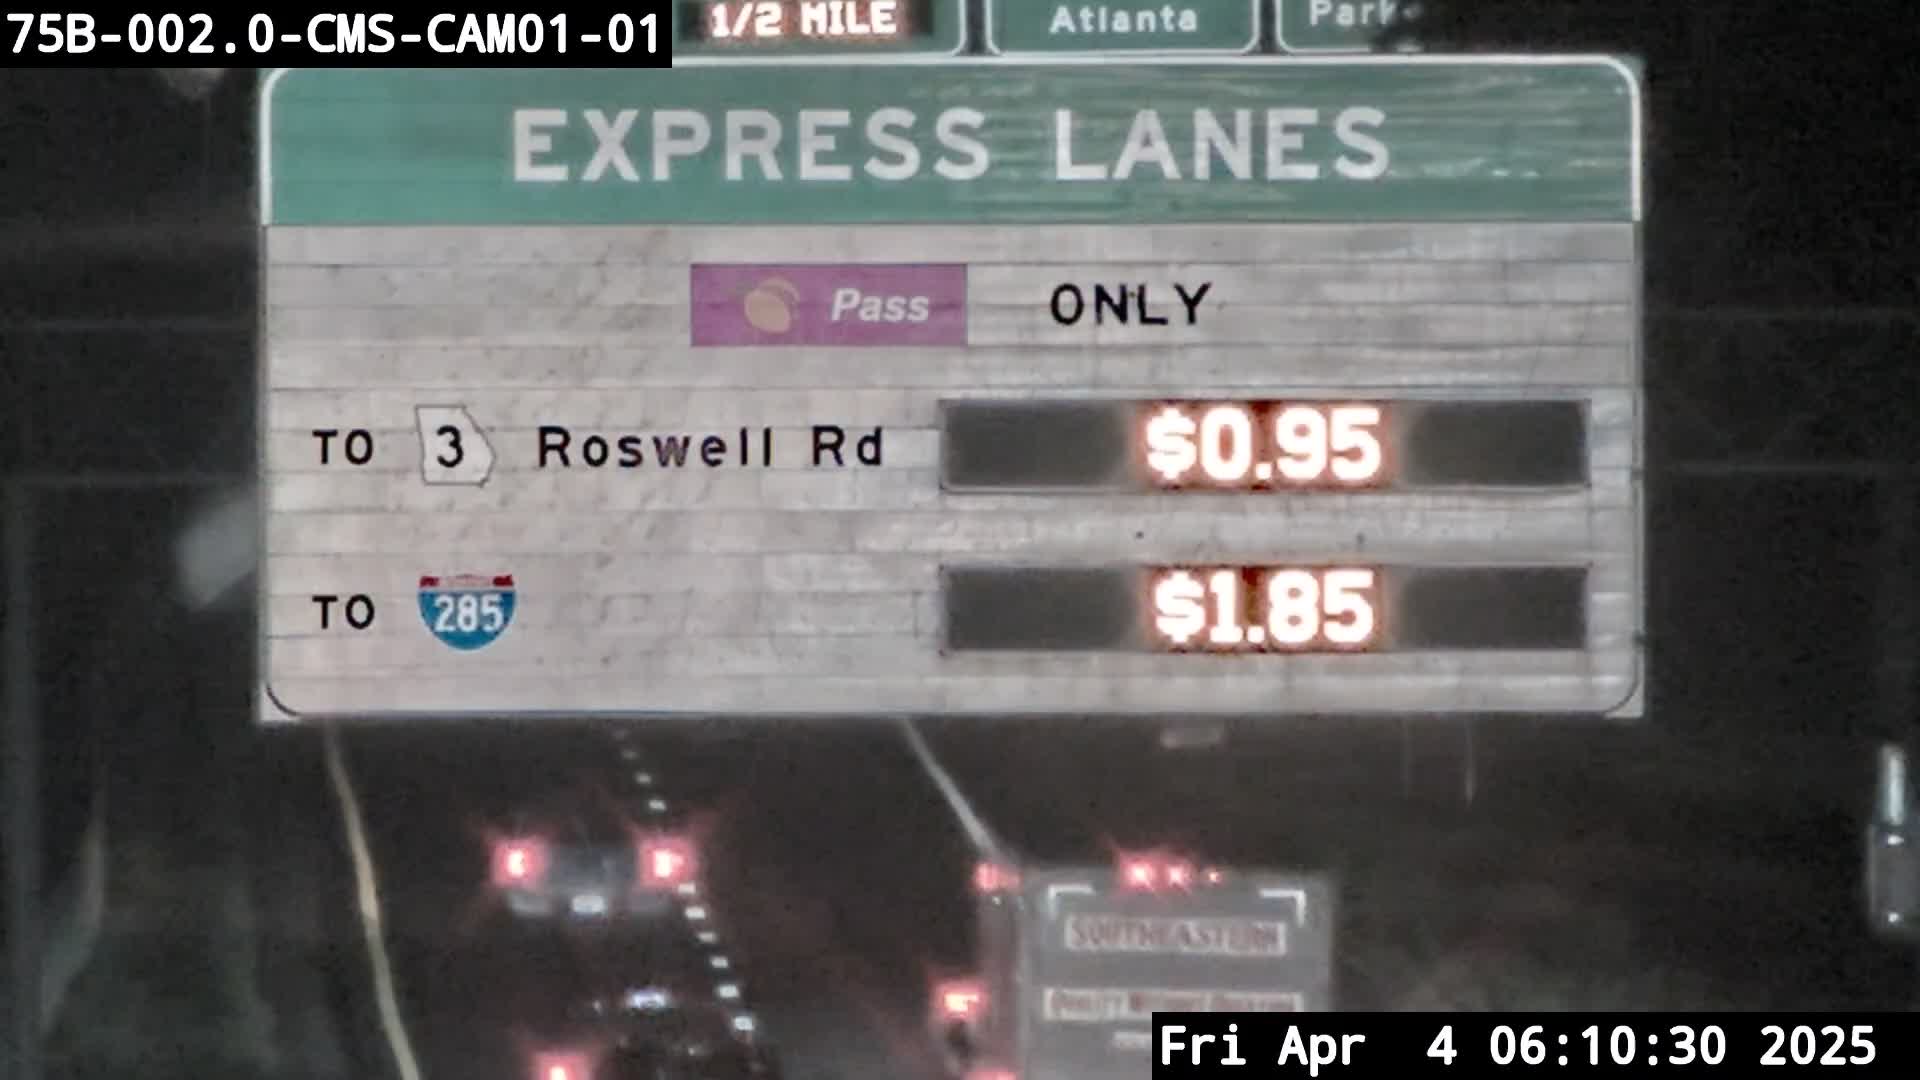 75B-002.0-CMS-CAM01-01
1/2 MILE
Atlanta
Park
EXPRESS LANES
Pass ONLY
TO 3 Roswell Rd $0.95
TO 285 $1.85
SOUTHEASTERN
Fri Apr 4 06:10:30 2025